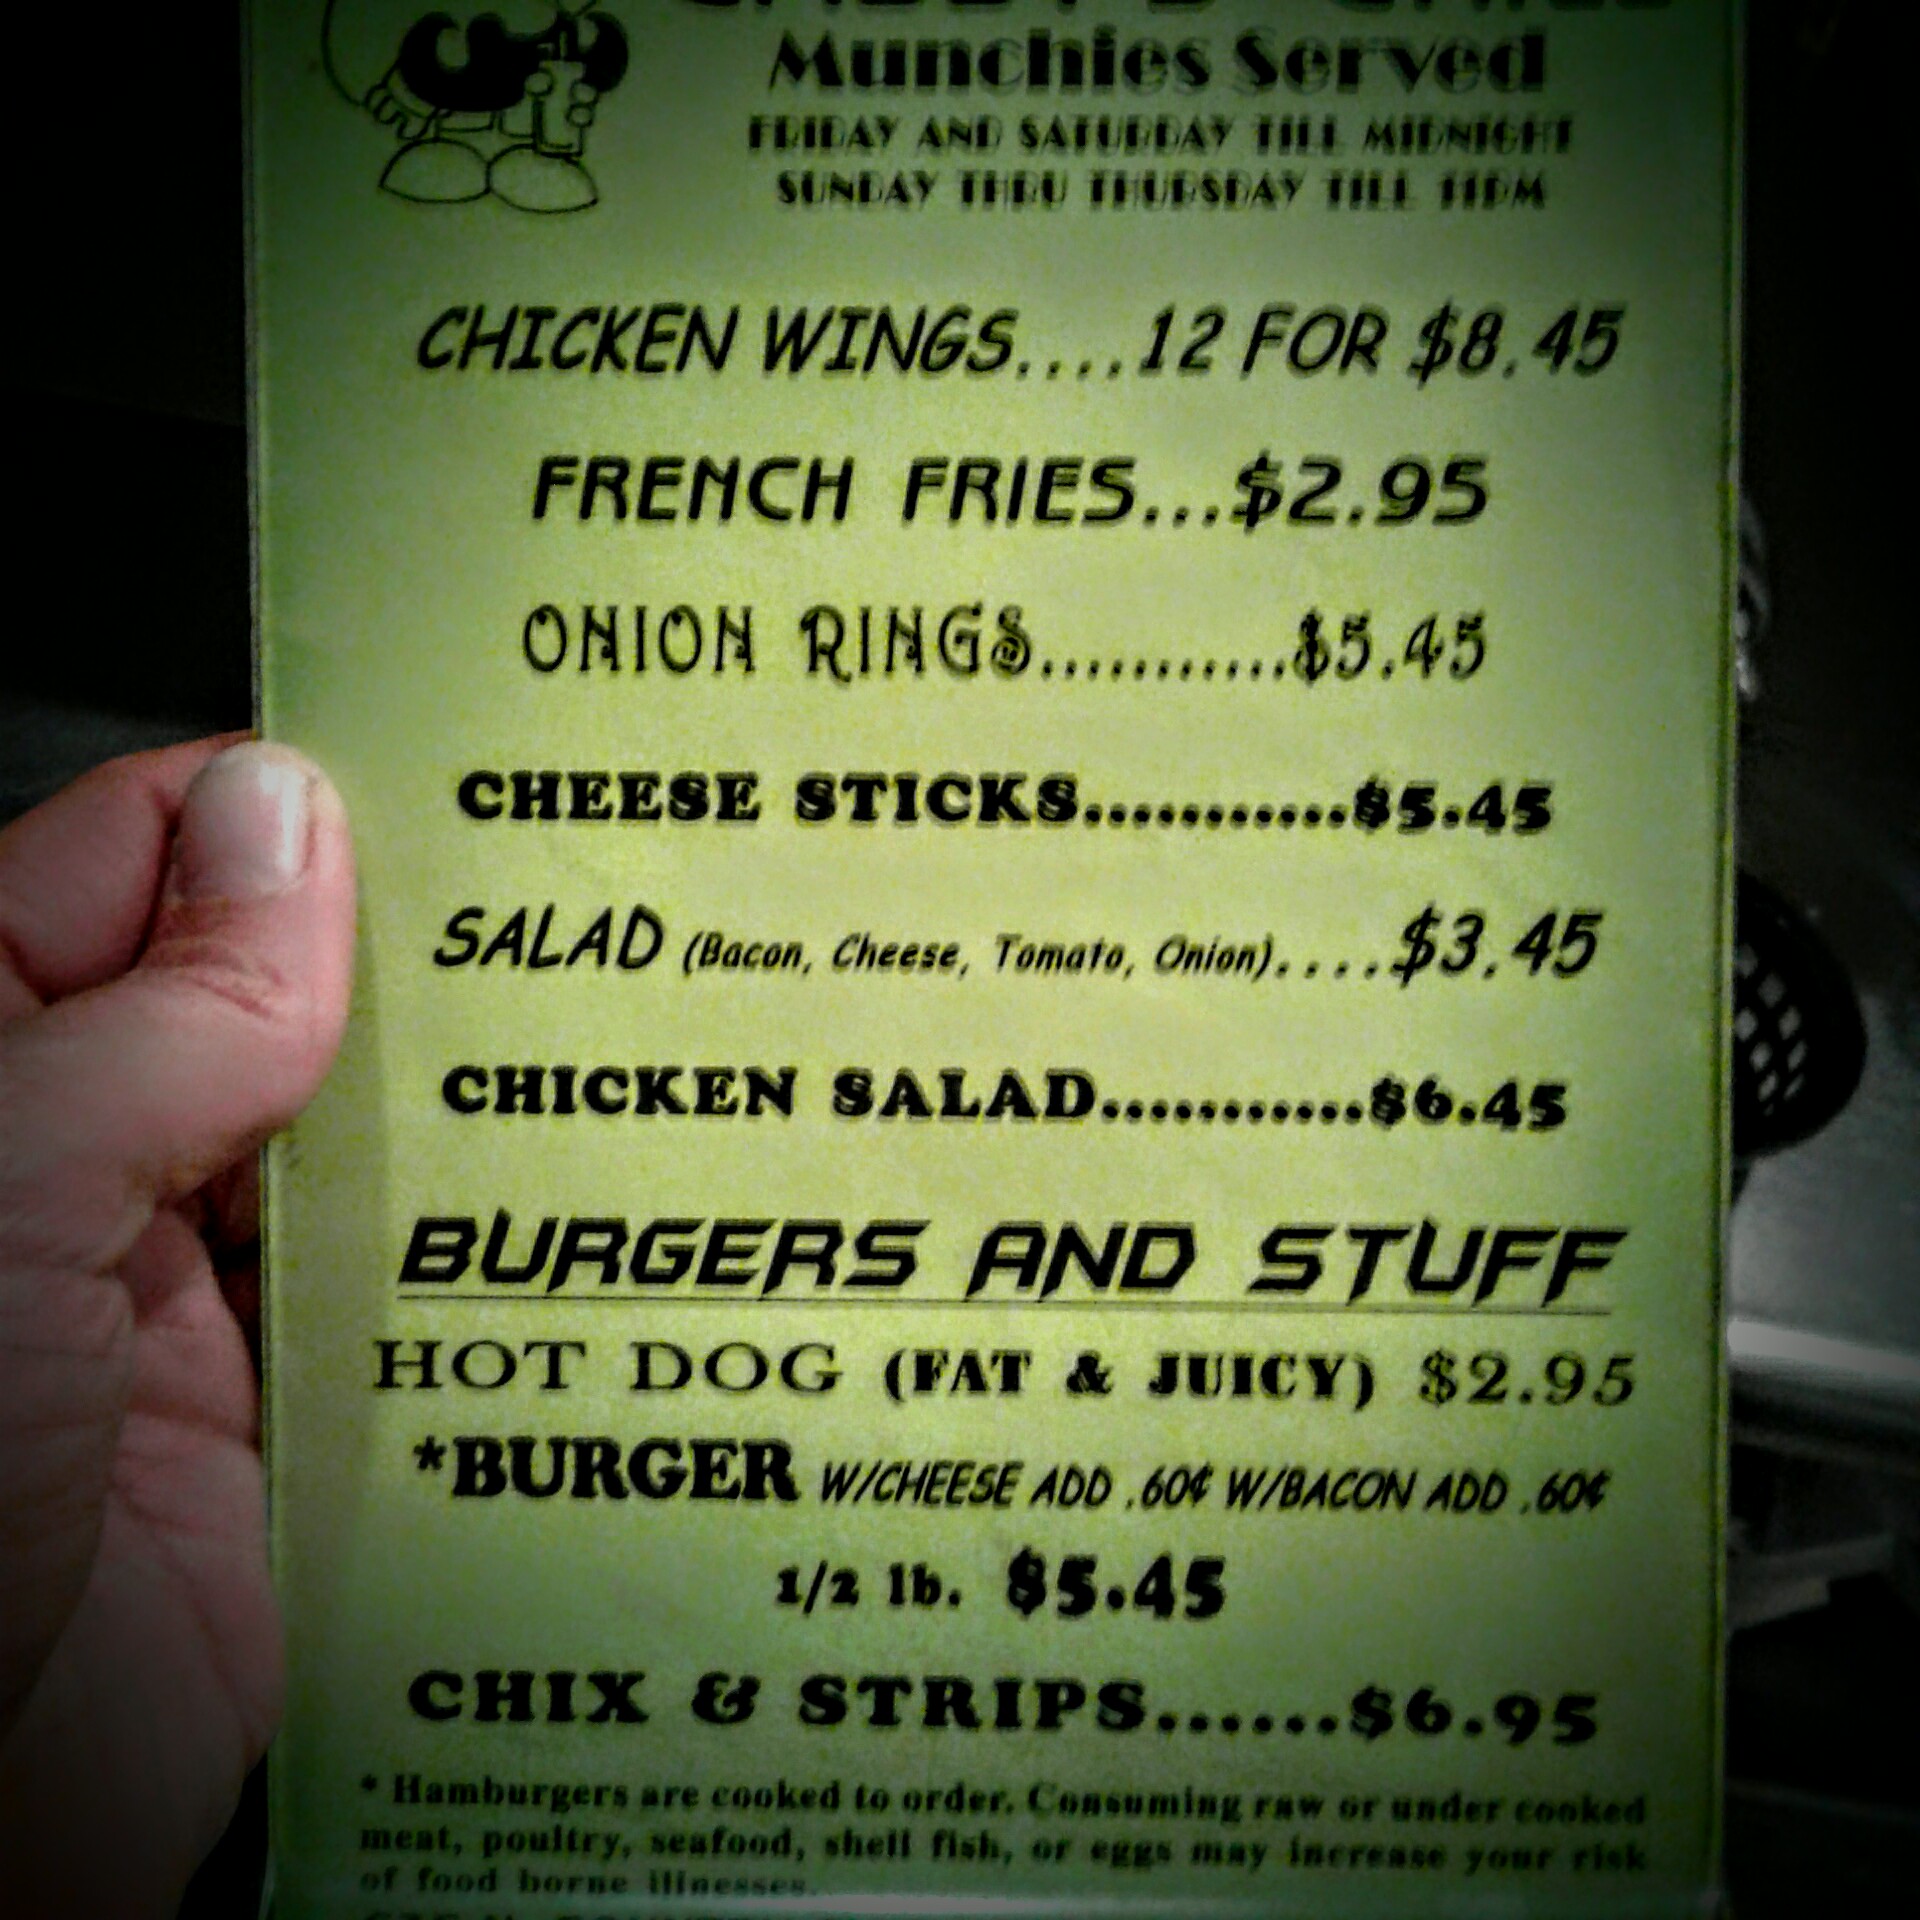 Munchies Served
FRIDAY AND SATURDAY TILL MIDNIGHT
SUNDAY THRU THURSDAY TILL 11PM
CHICKEN WINGS....12 FOR $8.45
FRENCH FRIES...$2.95
ONION RINGS...........$5.45
CHEESE STICKS...........$5.45
SALAD (Bacon, Cheese, Tomato, Onion)....$3.45
CHICKEN SALAD...........$6.45
BURGERS AND STUFF
HOT DOG (FAT & JUICY) $2.95
*BURGER W/CHEESE ADD .60¢ W/BACON ADD .60¢
1/2 lb. $5.45
CHIX & STRIPS......$6.95
* Hamburgers are cooked to order. Consuming raw or under cooked
meat, poultry, seafood, shell fish, or eggs may increase your risk
of food borne illnesses.